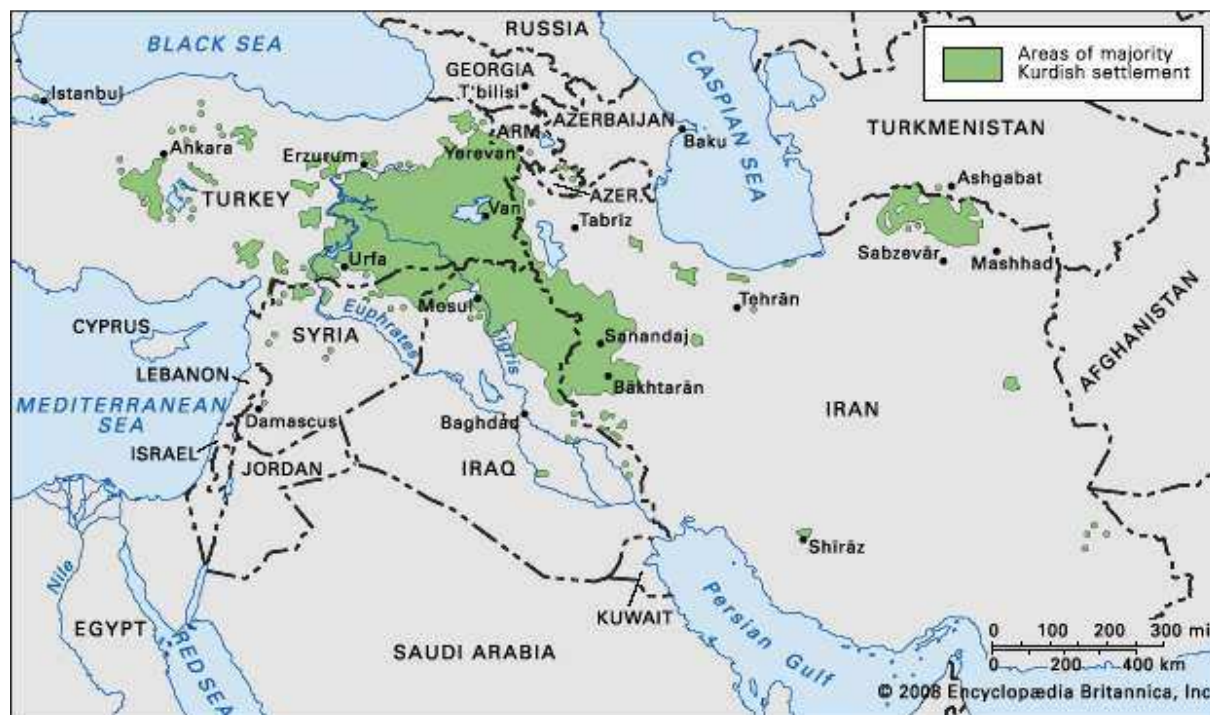 BLACK SEA
RUSSIA
Areas of majority
Kurdish settlement
Istanbul
GEORGIA
T'bilisi
CASPIAN SEA
ARM.
AZERBAIJAN
Baku
TURKMENISTAN
Ankara
Erzurum
Yerevan
TURKEY
Van
AZER.
Tabrīz
Ashgabat
Sabzevār
Mashhad
Urfa
Mosul
Tehrān
Euphrates
Tigris
CYPRUS
SYRIA
Sanandaj
AFGHANISTAN
LEBANON
Bākhtarān
MEDITERRANEAN
SEA
Damascus
Baghdād
IRAN
ISRAEL
JORDAN
IRAQ
Shīrāz
Nile
KUWAIT
EGYPT
RED SEA
SAUDI ARABIA
Persian Gulf
0 100 200 300 mi
0 200 400 km
© 2008 Encyclopædia Britannica, Inc